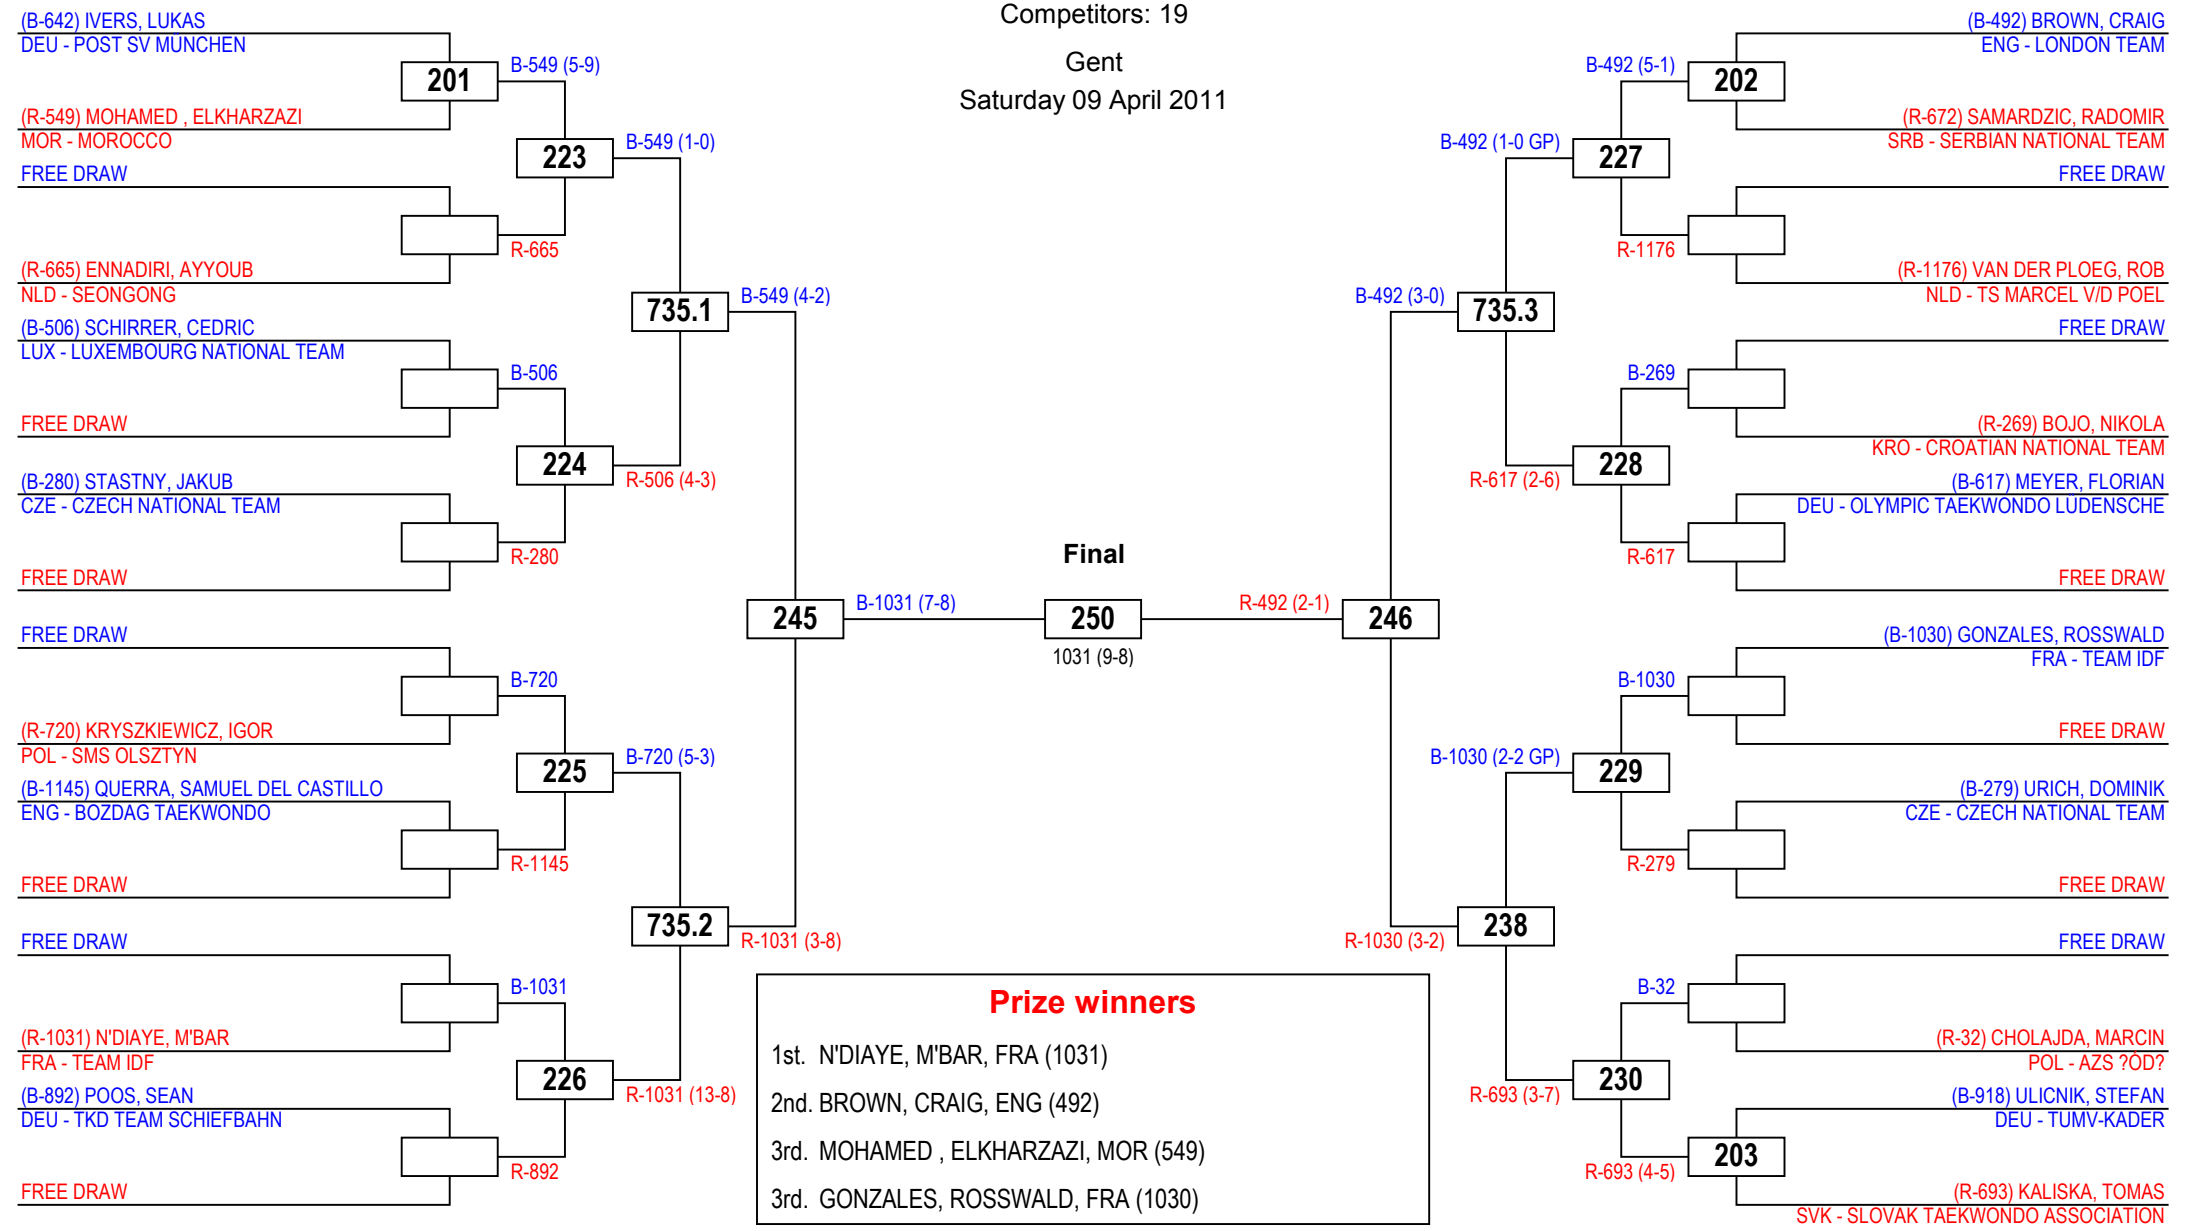 Competitors: 19
Gent
Saturday 09 April 2011
(B-642) IVERS, LUKAS
DEU - POST SV MÜNCHEN
201
B-549 (5-9)
(R-549) MOHAMED , ELKHARZAZI
MOR - MOROCCO
223
B-549 (1-0)
FREE DRAW
R-665
(R-665) ENNADIRI, AYYOUB
NLD - SEONGONG
735.1
B-549 (4-2)
(B-506) SCHIRRER, CEDRIC
LUX - LUXEMBOURG NATIONAL TEAM
B-506
FREE DRAW
224
R-506 (4-3)
(B-280) STASTNY, JAKUB
CZE - CZECH NATIONAL TEAM
R-280
FREE DRAW
245
B-1031 (7-8)
FREE DRAW
B-720
(R-720) KRYSZKIEWICZ, IGOR
POL - SMS OLSZTYN
225
B-720 (5-3)
(B-1145) QUERRA, SAMUEL DEL CASTILLO
ENG - BOZDAG TAEKWONDO
R-1145
FREE DRAW
735.2
R-1031 (3-8)
FREE DRAW
B-1031
(R-1031) N'DIAYE, M'BAR
FRA - TEAM IDF
226
R-1031 (13-8)
(B-892) POOS, SEAN
DEU - TKD TEAM SCHIEFBAHN
R-892
FREE DRAW
Final
250
1031 (9-8)
(B-492) BROWN, CRAIG
ENG - LONDON TEAM
B-492 (5-1)
202
(R-672) SAMARDZIC, RADOMIR
SRB - SERBIAN NATIONAL TEAM
B-492 (1-0 GP)
227
FREE DRAW
R-1176
(R-1176) VAN DER PLOEG, ROB
NLD - TS MARCEL V/D POEL
B-492 (3-0)
735.3
FREE DRAW
B-269
(R-269) BOJO, NIKOLA
KRO - CROATIAN NATIONAL TEAM
228
R-617 (2-6)
(B-617) MEYER, FLORIAN
DEU - OLYMPIC TAEKWONDO LÜDENSCHE
R-617
FREE DRAW
R-492 (2-1)
246
(B-1030) GONZALES, ROSSWALD
FRA - TEAM IDF
B-1030
FREE DRAW
B-1030 (2-2 GP)
229
(B-279) URICH, DOMINIK
CZE - CZECH NATIONAL TEAM
R-279
FREE DRAW
R-1030 (3-2)
238
FREE DRAW
B-32
(R-32) CHOLAJDA, MARCIN
POL - AZS ?ÓD?
230
R-693 (3-7)
(B-918) ULICNIK, STEFAN
DEU - TUMV-KADER
203
R-693 (4-5)
(R-693) KALISKA, TOMAS
SVK - SLOVAK TAEKWONDO ASSOCIATION
Prize winners
1st. N'DIAYE, M'BAR, FRA (1031)
2nd. BROWN, CRAIG, ENG (492)
3rd. MOHAMED , ELKHARZAZI, MOR (549)
3rd. GONZALES, ROSSWALD, FRA (1030)